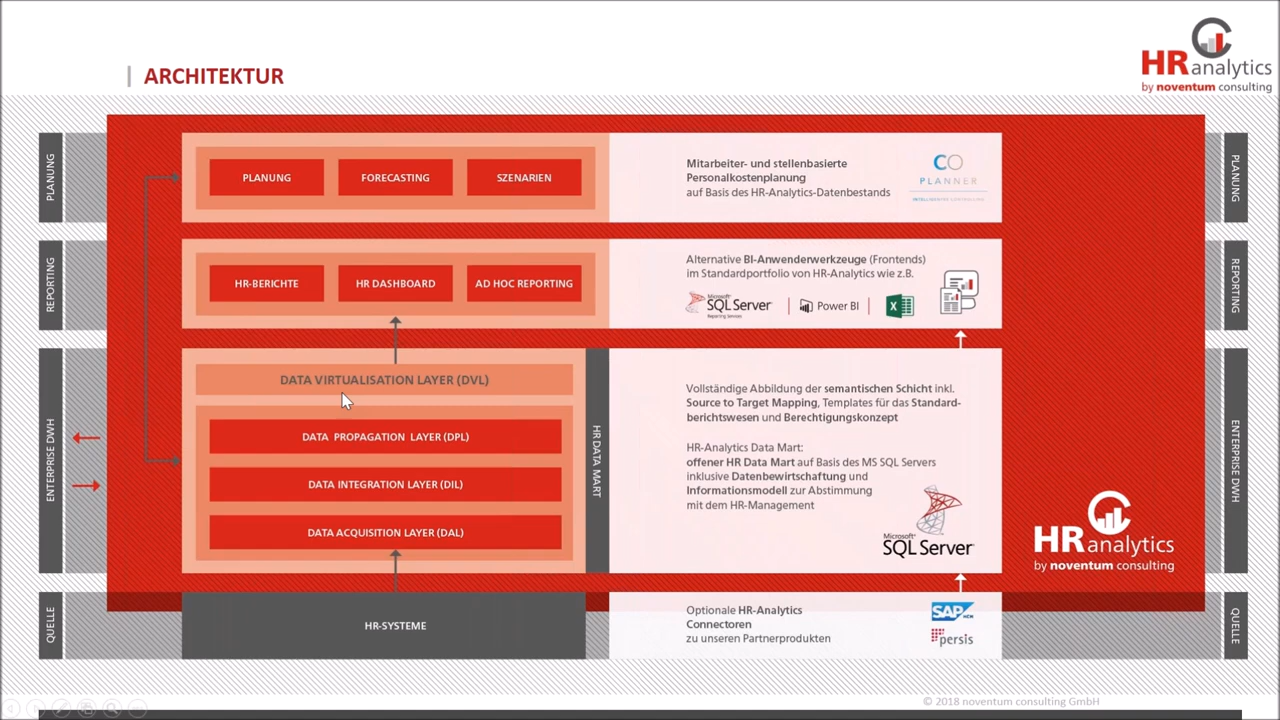 ARCHITEKTUR
HR analytics
by noventum consulting
PLANUNG
PLANUNG
FORECASTING
SZENARIEN
Mitarbeiter- und stellenbasierte
Personalkostenplanung
auf Basis des HR-Analytics-Datenbestands
CO
PLANNER
INTELLIGENTES CONTROLLING
PLANUNG
REPORTING
HR-BERICHTE
HR DASHBOARD
AD HOC REPORTING
Alternative BI-Anwenderwerkzeuge (Frontends)
im Standardportfolio von HR-Analytics wie z.B.
Microsoft
SQL Server
Reporting Services
Power BI
X
REPORTING
ENTERPRISE DWH
DATA VIRTUALISATION LAYER (DVL)
DATA PROPAGATION LAYER (DPL)
DATA INTEGRATION LAYER (DIL)
DATA ACQUISITION LAYER (DAL)
HR DATA MART
Vollständige Abbildung der semantischen Schicht inkl.
Source to Target Mapping, Templates für das Standard-
berichtswesen und Berechtigungskonzept
HR-Analytics Data Mart:
offener HR Data Mart auf Basis des MS SQL Servers
inklusive Datenbewirtschaftung und
Informationsmodell zur Abstimmung
mit dem HR-Management
Microsoft
SQL Server
HR analytics
by noventum consulting
ENTERPRISE DWH
QUELLE
HR-SYSTEME
Optionale HR-Analytics
Connectoren
zu unseren Partnerprodukten
SAP HCM
persis
QUELLE
© 2018 noventum consulting GmbH